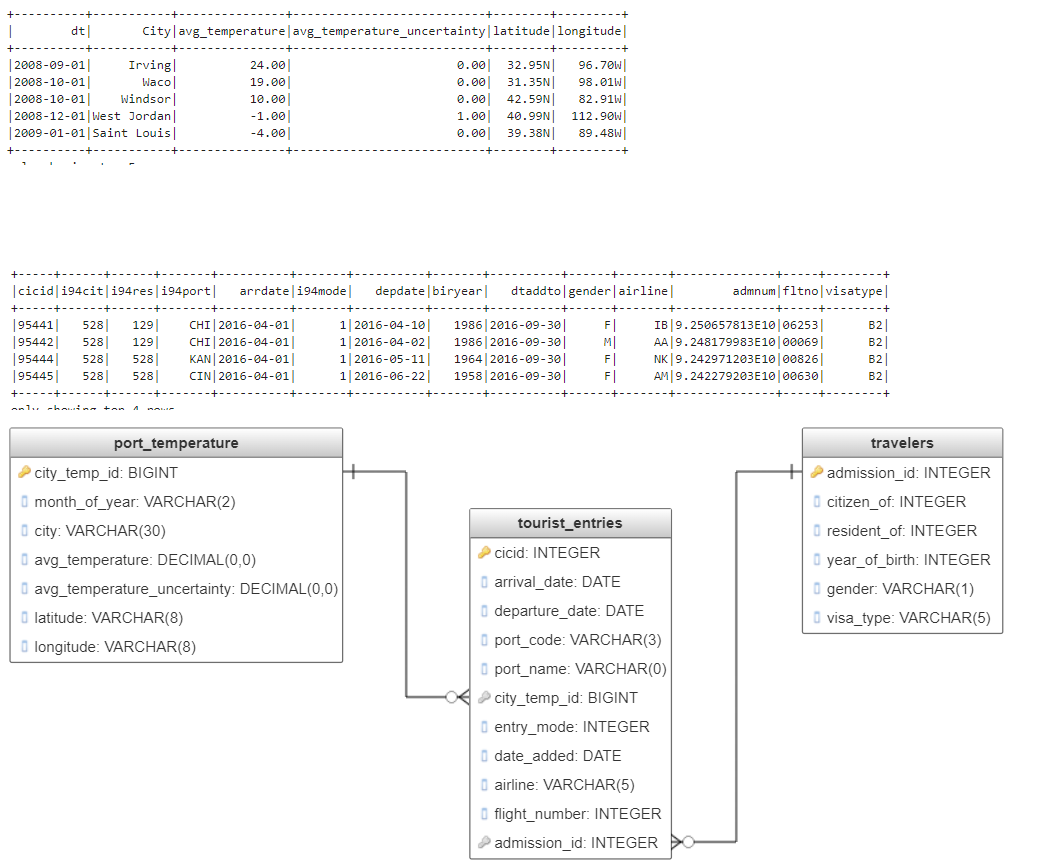 +----------+-----------+---------------+---------------------------+--------+---------+
|        dt|       City|avg_temperature|avg_temperature_uncertainty|latitude|longitude|
+----------+-----------+---------------+---------------------------+--------+---------+
|2008-09-01|     Irving|          24.00|                       0.00|  32.95N|   96.70W|
|2008-10-01|       Waco|          19.00|                       0.00|  31.35N|   98.01W|
|2008-10-01|    Windsor|          10.00|                       0.00|  42.59N|   82.91W|
|2008-12-01|West Jordan|          -1.00|                       1.00|  40.99N|  112.90W|
|2009-01-01|Saint Louis|          -4.00|                       0.00|  39.38N|   89.48W|
+----------+-----------+---------------+---------------------------+--------+---------+
+-----+------+------+-------+----------+-------+----------+-------+----------+------+-------+--------------+-----+--------+
|cicid|i94cit|i94res|i94port|   arrdate|i94mode|   depdate|biryear|   dtaddto|gender|airline|        admnum|fltno|visatype|
+-----+------+------+-------+----------+-------+----------+-------+----------+------+-------+--------------+-----+--------+
|95441|   528|   129|    CHI|2016-04-01|      1|2016-04-10|   1986|2016-09-30|     F|     IB|9.250657813E10|06253|      B2|
|95442|   528|   129|    CHI|2016-04-01|      1|2016-04-02|   1986|2016-09-30|     M|     AA|9.248179983E10|00069|      B2|
|95444|   528|   528|    KAN|2016-04-01|      1|2016-05-11|   1964|2016-09-30|     F|     NK|9.242971203E10|00826|      B2|
|95445|   528|   528|    CIN|2016-04-01|      1|2016-06-22|   1958|2016-09-30|     F|     AM|9.242279203E10|00630|      B2|
+-----+------+------+-------+----------+-------+----------+-------+----------+------+-------+--------------+-----+--------+
only showing top 4 rows
port_temperature
city_temp_id: BIGINT
month_of_year: VARCHAR(2)
city: VARCHAR(30)
avg_temperature: DECIMAL(0,0)
avg_temperature_uncertainty: DECIMAL(0,0)
latitude: VARCHAR(8)
longitude: VARCHAR(8)
tourist_entries
cicid: INTEGER
arrival_date: DATE
departure_date: DATE
port_code: VARCHAR(3)
port_name: VARCHAR(0)
city_temp_id: BIGINT
entry_mode: INTEGER
date_added: DATE
airline: VARCHAR(5)
flight_number: INTEGER
admission_id: INTEGER
travelers
admission_id: INTEGER
citizen_of: INTEGER
resident_of: INTEGER
year_of_birth: INTEGER
gender: VARCHAR(1)
visa_type: VARCHAR(5)